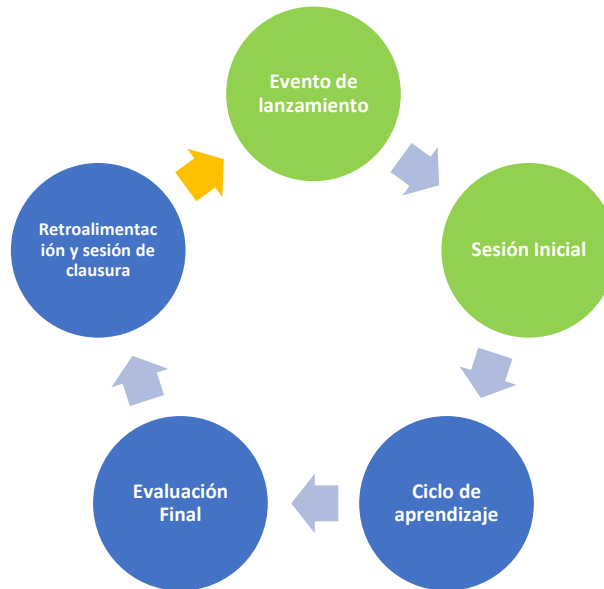 Evento de
lanzamiento
Sesión Inicial
Ciclo de
aprendizaje
Evaluación
Final
Retroalimentac
ión y sesión de
clausura